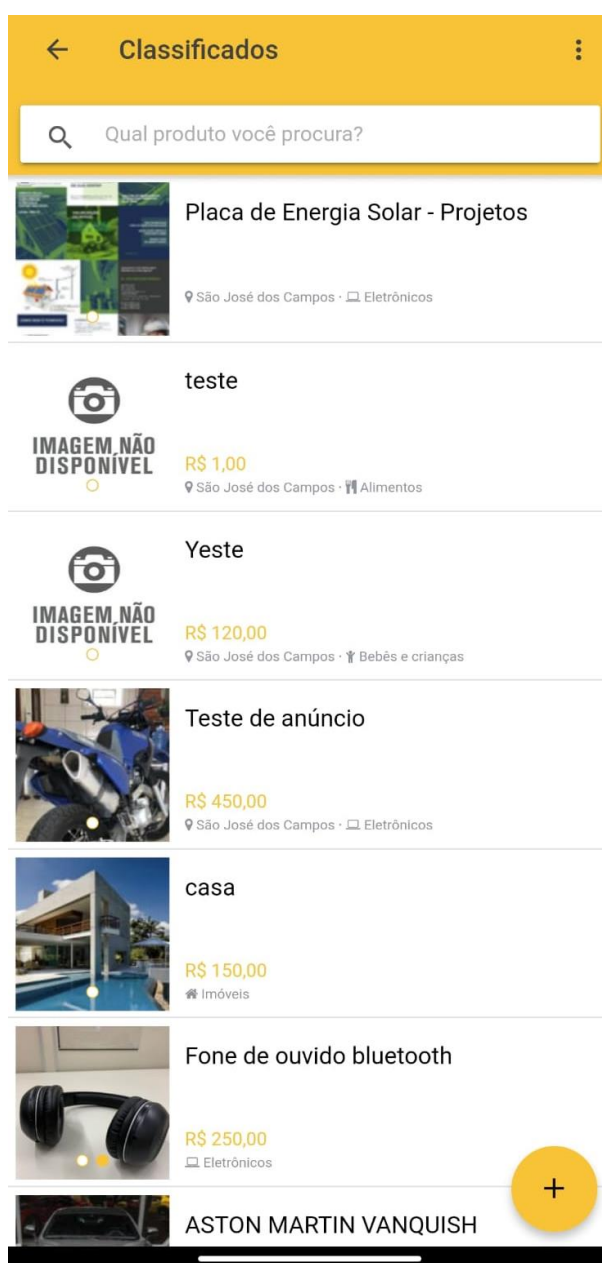 Classificados
Qual produto você procura?
Placa de Energia Solar - Projetos
São José dos Campos · Eletrônicos
teste
IMAGEM NÃO
DISPONÍVEL
R$ 1,00
São José dos Campos · Alimentos
Yeste
IMAGEM NÃO
DISPONÍVEL
R$ 120,00
São José dos Campos · Bebês e crianças
Teste de anúncio
R$ 450,00
São José dos Campos · Eletrônicos
casa
R$ 150,00
Imóveis
Fone de ouvido bluetooth
R$ 250,00
Eletrônicos
+
ASTON MARTIN VANQUISH